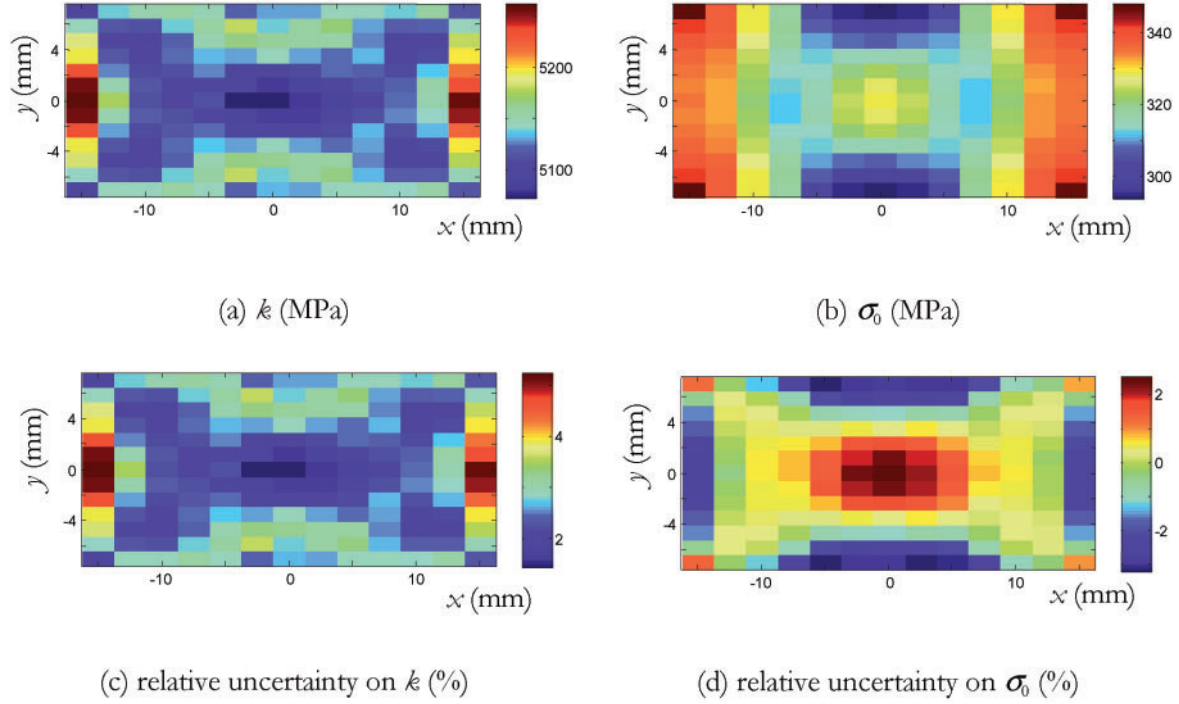 4
0
-4
y (mm)
-10
0
10
x (mm)
5200
5100
(a) k (MPa)
4
0
-4
y (mm)
-10
0
10
x (mm)
340
320
300
(b) σ₀ (MPa)
4
0
-4
y (mm)
-10
0
10
x (mm)
4
2
(c) relative uncertainty on k (%)
4
0
-4
y (mm)
-10
0
10
x (mm)
2
0
-2
(d) relative uncertainty on σ₀ (%)